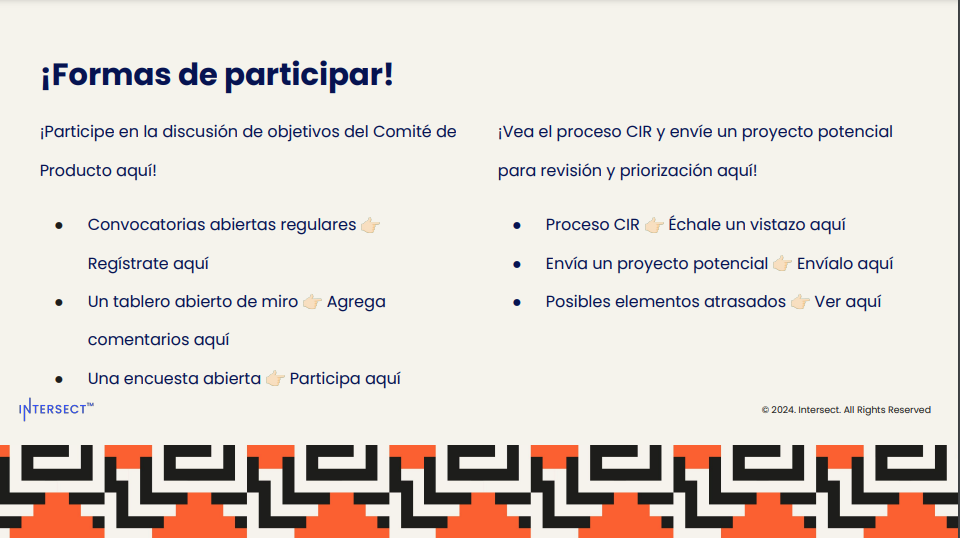 ¡Formas de participar!
¡Participe en la discusión de objetivos del Comité de
Producto aquí!
● Convocatorias abiertas regulares 👉🏻
Regístrate aquí
● Un tablero abierto de miro 👉🏻 Agrega
comentarios aquí
● Una encuesta abierta 👉🏻 Participa aquí
¡Vea el proceso CIR y envíe un proyecto potencial
para revisión y priorización aquí!
● Proceso CIR 👉🏻 Échale un vistazo aquí
● Envía un proyecto potencial 👉🏻 Envíalo aquí
● Posibles elementos atrasados 👉🏻 Ver aquí
INTERSECT™
© 2024. Intersect. All Rights Reserved